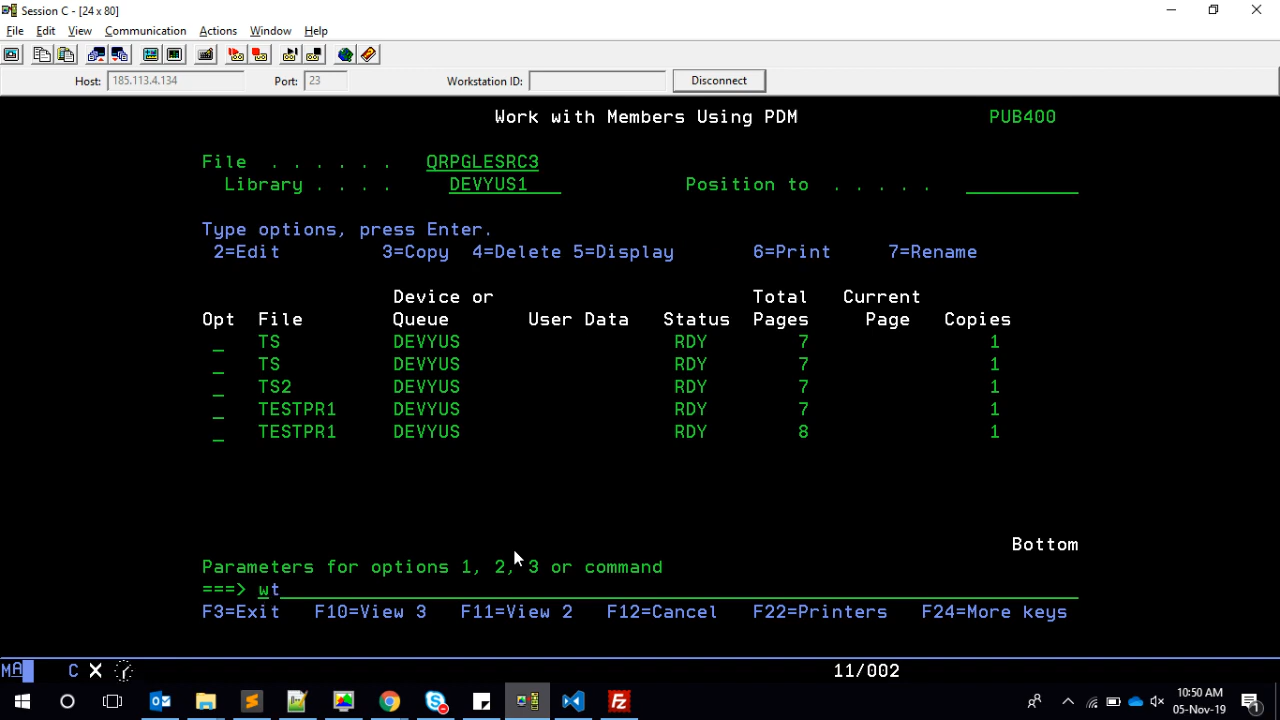 Session C - [24 x 80]
File Edit View Communication Actions Window Help
Host: 185.113.4.134 Port: 23 Workstation ID: Disconnect
Work with Members Using PDM PUB400
File . . . . . . QRPGLESRC3
Library . . . . DEVYUS1 Position to . . . . .
Type options, press Enter.
2=Edit 3=Copy 4=Delete 5=Display 6=Print 7=Rename
Device or Total Current
Opt File Queue User Data Status Pages Page Copies
_ TS DEVYUS RDY 7 1
_ TS DEVYUS RDY 7 1
_ TS2 DEVYUS RDY 7 1
_ TESTPR1 DEVYUS RDY 7 1
_ TESTPR1 DEVYUS RDY 8 1
Bottom
Parameters for options 1, 2, 3 or command
===> wt
F3=Exit F10=View 3 F11=View 2 F12=Cancel F22=Printers F24=More keys
MA C X 11/002
10:50 AM
05-Nov-19
1